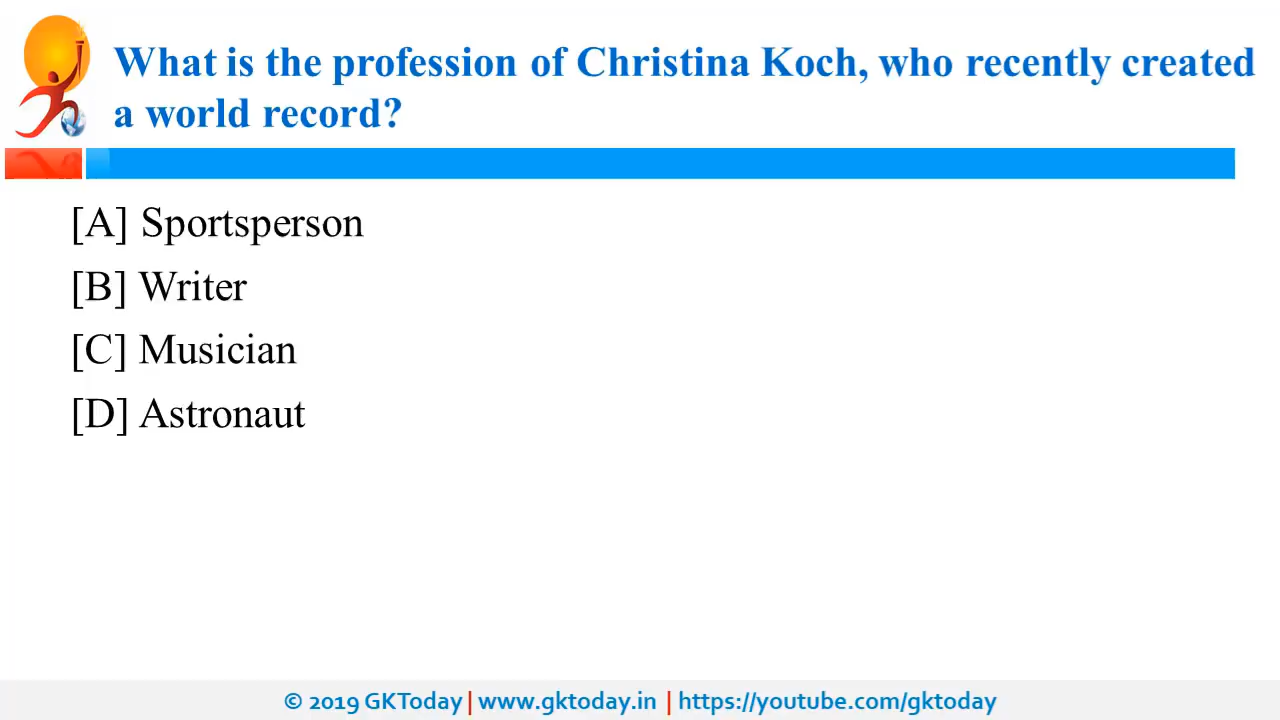 What is the profession of Christina Koch, who recently created
a world record?
[A] Sportsperson
[B] Writer
[C] Musician
[D] Astronaut
© 2019 GKToday | www.gktoday.in | https://youtube.com/gktoday